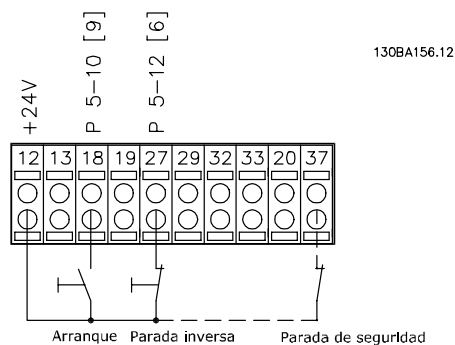 130BA156.12
+24V
P 5-10 [9]
P 5-12 [6]
12 13 18 19 27 29 32 33 20 37
Arranque Parada inversa Parada de seguridad